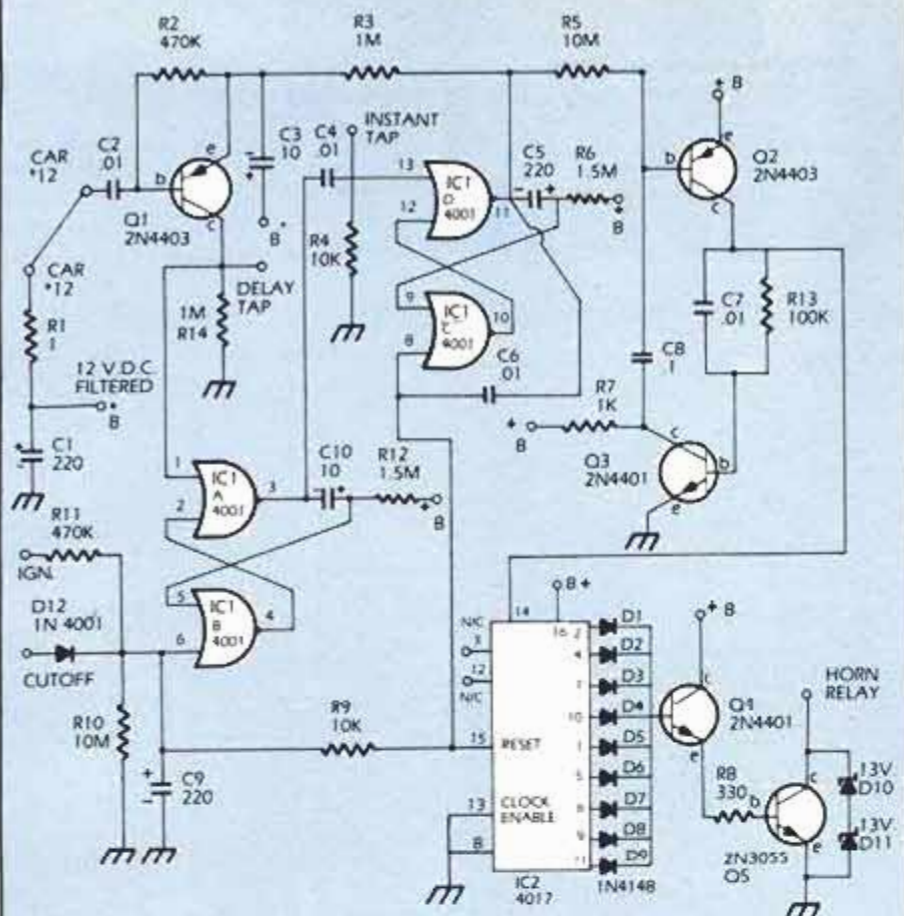 R2
470K
R3
1M
R5
10M
INSTANT
TAP
+
B
CAR
"12
C2
.01
e
b
c
Q1
2N4403
C3
10
-
+
B+
C4
.01
13
12
IC1
D
4001
11
C5
220
- +
R6
1.5M
+
B
e
b
c
Q2
2N4403
CAR
"12
R1
1
1M
R14
DELAY
TAP
R4
10K
9
8
IC1
C
4001
10
C6
.01
C7
.01
R13
100K
12 V.D.C.
FILTERED
+
B
+
-
C1
220
C8
1
R7
1K
+
B
c
b
e
Q3
2N4401
1
2
IC1
A
4001
3
C10
10
- +
R12
1.5M
+
B
R11
470K
IGN.
D12
1N 4001
CUTOFF
5
6
IC1
B
4001
4
R10
10M
+
-
C9
220
R9
10K
N/C
3
12
N/C
14
B+
16
15
RESET
13
CLOCK
ENABLE
8
IC2
4017
2
4
7
10
1
5
6
9
11
D1
D2
D3
D4
D5
D6
D7
D8
D9
1N4148
+ B
c
e
Q4
2N4401
R8
330
b
c
e
2N3055
Q5
HORN
RELAY
13V.
D10
13V.
D11